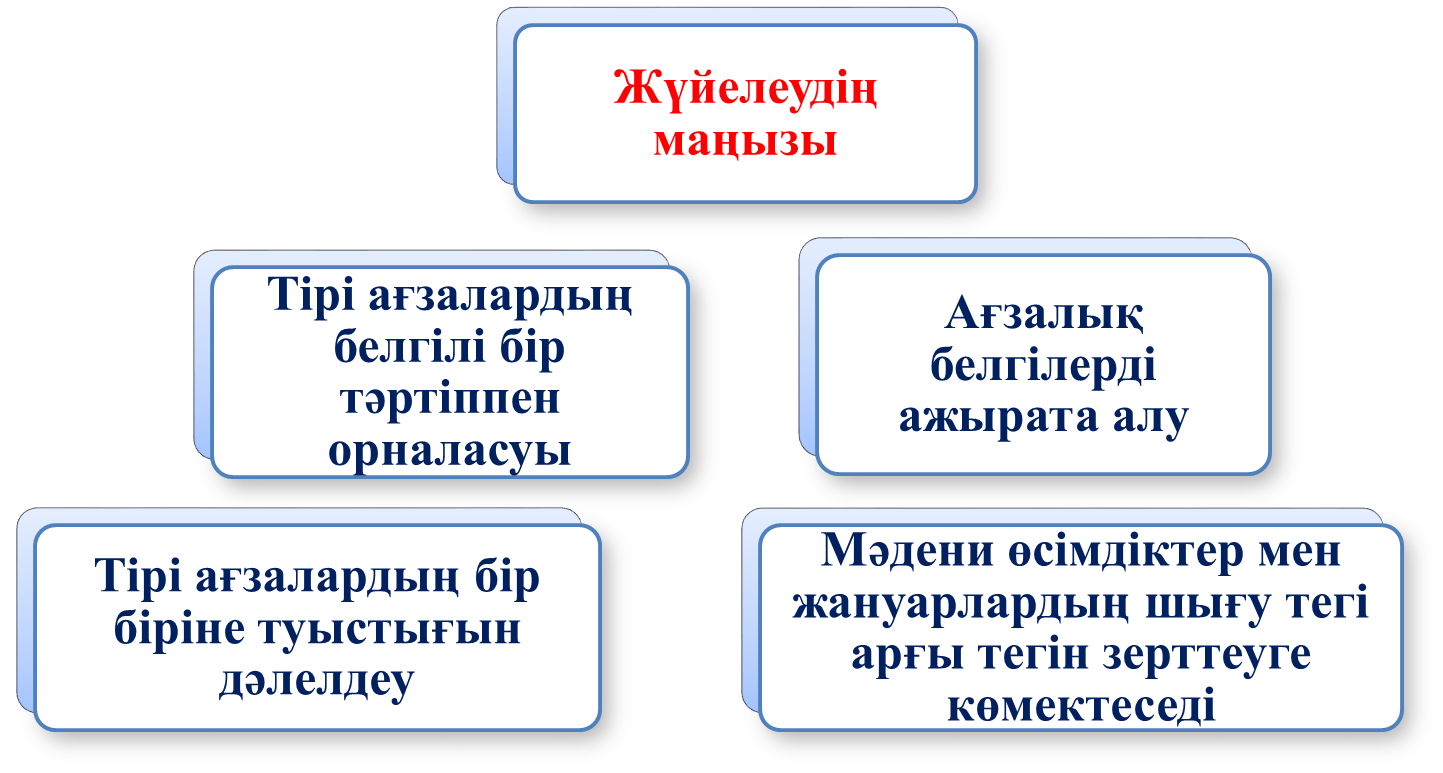 Жүйелеудің
маңызы
Тірі ағзалардың
белгілі бір
тәртіппен
орналасуы
Ағзалық
белгілерді
ажырата алу
Тірі ағзалардың бір
біріне туыстығын
дәлелдеу
Мәдени өсімдіктер мен
жануарлардың шығу тегі
арғы тегін зерттеуге
көмектеседі